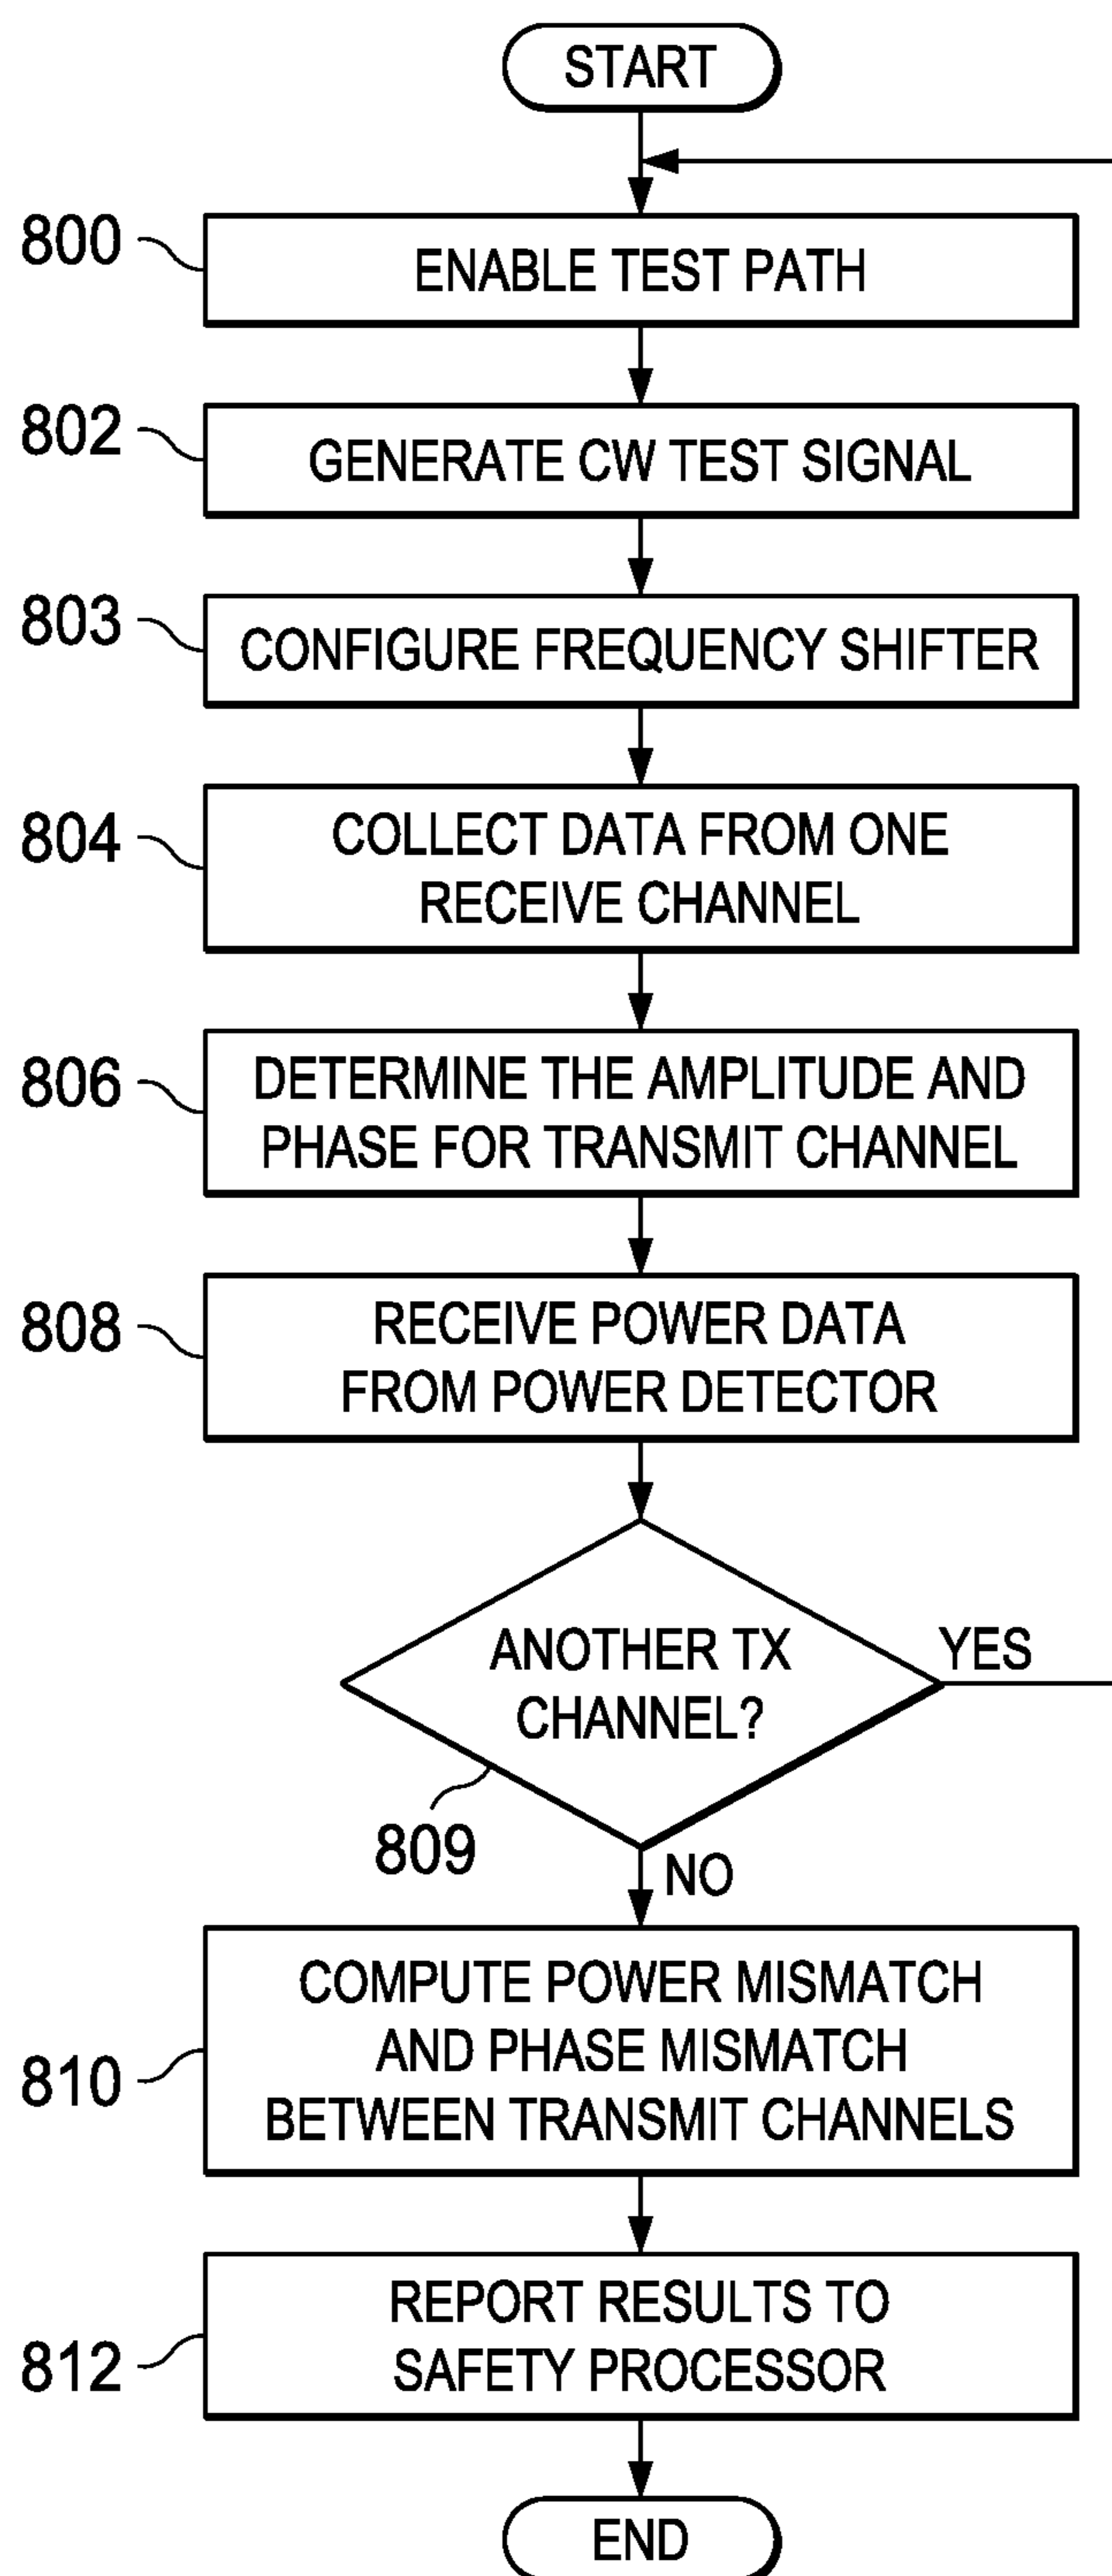 START
800
ENABLE TEST PATH
802
GENERATE CW TEST SIGNAL
803
CONFIGURE FREQUENCY SHIFTER
804
COLLECT DATA FROM ONE
RECEIVE CHANNEL
806
DETERMINE THE AMPLITUDE AND
PHASE FOR TRANSMIT CHANNEL
808
RECEIVE POWER DATA
FROM POWER DETECTOR
ANOTHER TX
CHANNEL?
YES
809
NO
810
COMPUTE POWER MISMATCH
AND PHASE MISMATCH
BETWEEN TRANSMIT CHANNELS
812
REPORT RESULTS TO
SAFETY PROCESSOR
END